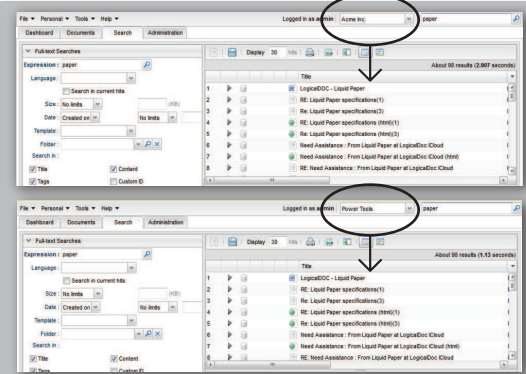 File Personal Tools Help Logged in as admin Acme Inc. paper
Dashboard Documents Search Administration
Full-text Searches Display 30 hits
Expression: paper About 98 results (2.907 seconds)
Language: Title
Search in current hits 1 LogicalDOC - Liquid Paper
Size: No limits (KB) 2 RE: Liquid Paper specifications(1)
Date: Created on No limits 3 Re: Liquid Paper specifications(3)
Template: 4 RE: Liquid Paper specifications (html)(1)
Folder: 5 Re: Liquid Paper specifications (html)(3)
Search in: 6 Need Assistance : From Liquid Paper at LogicalDoc iCloud
Title Content 7 Need Assistance : From Liquid Paper at LogicalDoc iCloud (html)
Tags Custom ID 8 RE: Need Assistance : From Liquid Paper at LogicalDoc iCloud
File Personal Tools Help Logged in as admin Power Tools paper
Dashboard Documents Search Administration
Full-text Searches Display 30 hits
Expression: paper About 98 results (1.13 seconds)
Language: Title
Search in current hits 1 LogicalDOC - Liquid Paper
Size: No limits (KB) 2 RE: Liquid Paper specifications(1)
Date: Created on No limits 3 Re: Liquid Paper specifications(3)
Template: 4 RE: Liquid Paper specifications (html)(1)
Folder: 5 Re: Liquid Paper specifications (html)(3)
Search in: 6 Need Assistance : From Liquid Paper at LogicalDoc iCloud
Title Content 7 Need Assistance : From Liquid Paper at LogicalDoc iCloud (html)
Tags Custom ID 8 RE: Need Assistance : From Liquid Paper at LogicalDoc iCloud